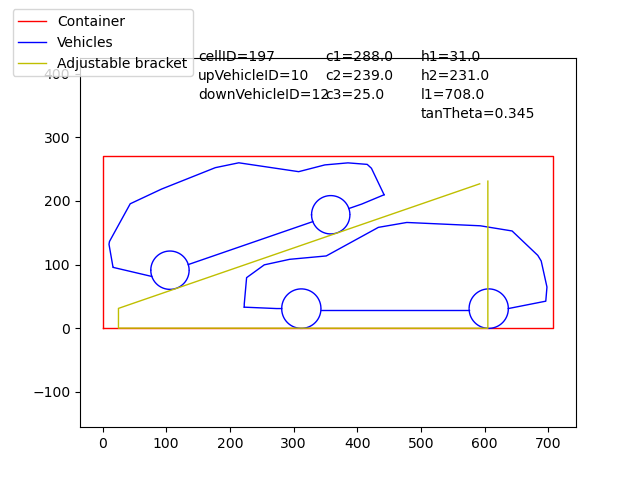 Container
Vehicles
Adjustable bracket
cellID=197 c1=288.0 h1=31.0
upVehicleID=10 c2=239.0 h2=231.0
downVehicleID=12 c3=25.0 l1=708.0
tanTheta=0.345
400
300
200
100
0
−100
0 100 200 300 400 500 600 700